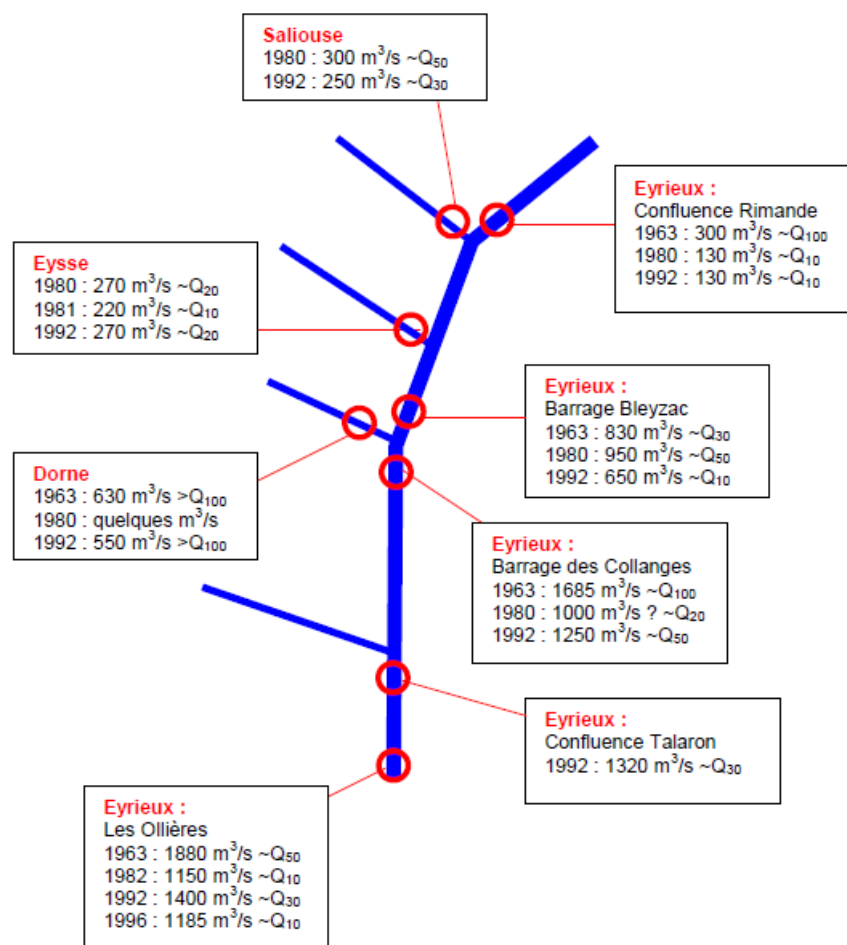 Saliouse
1980 : 300 m³/s ~Q₅₀
1992 : 250 m³/s ~Q₃₀
Eyrieux :
Confluence Rimande
1963 : 300 m³/s ~Q₁₀₀
1980 : 130 m³/s ~Q₁₀
1992 : 130 m³/s ~Q₁₀
Eysse
1980 : 270 m³/s ~Q₂₀
1981 : 220 m³/s ~Q₁₀
1992 : 270 m³/s ~Q₂₀
Eyrieux :
Barrage Bleyzac
1963 : 830 m³/s ~Q₃₀
1980 : 950 m³/s ~Q₅₀
1992 : 650 m³/s ~Q₁₀
Dorne
1963 : 630 m³/s >Q₁₀₀
1980 : quelques m³/s
1992 : 550 m³/s >Q₁₀₀
Eyrieux :
Barrage des Collanges
1963 : 1685 m³/s ~Q₁₀₀
1980 : 1000 m³/s ? ~Q₂₀
1992 : 1250 m³/s ~Q₅₀
Eyrieux :
Confluence Talaron
1992 : 1320 m³/s ~Q₃₀
Eyrieux :
Les Ollières
1963 : 1880 m³/s ~Q₅₀
1982 : 1150 m³/s ~Q₁₀
1992 : 1400 m³/s ~Q₃₀
1996 : 1185 m³/s ~Q₁₀